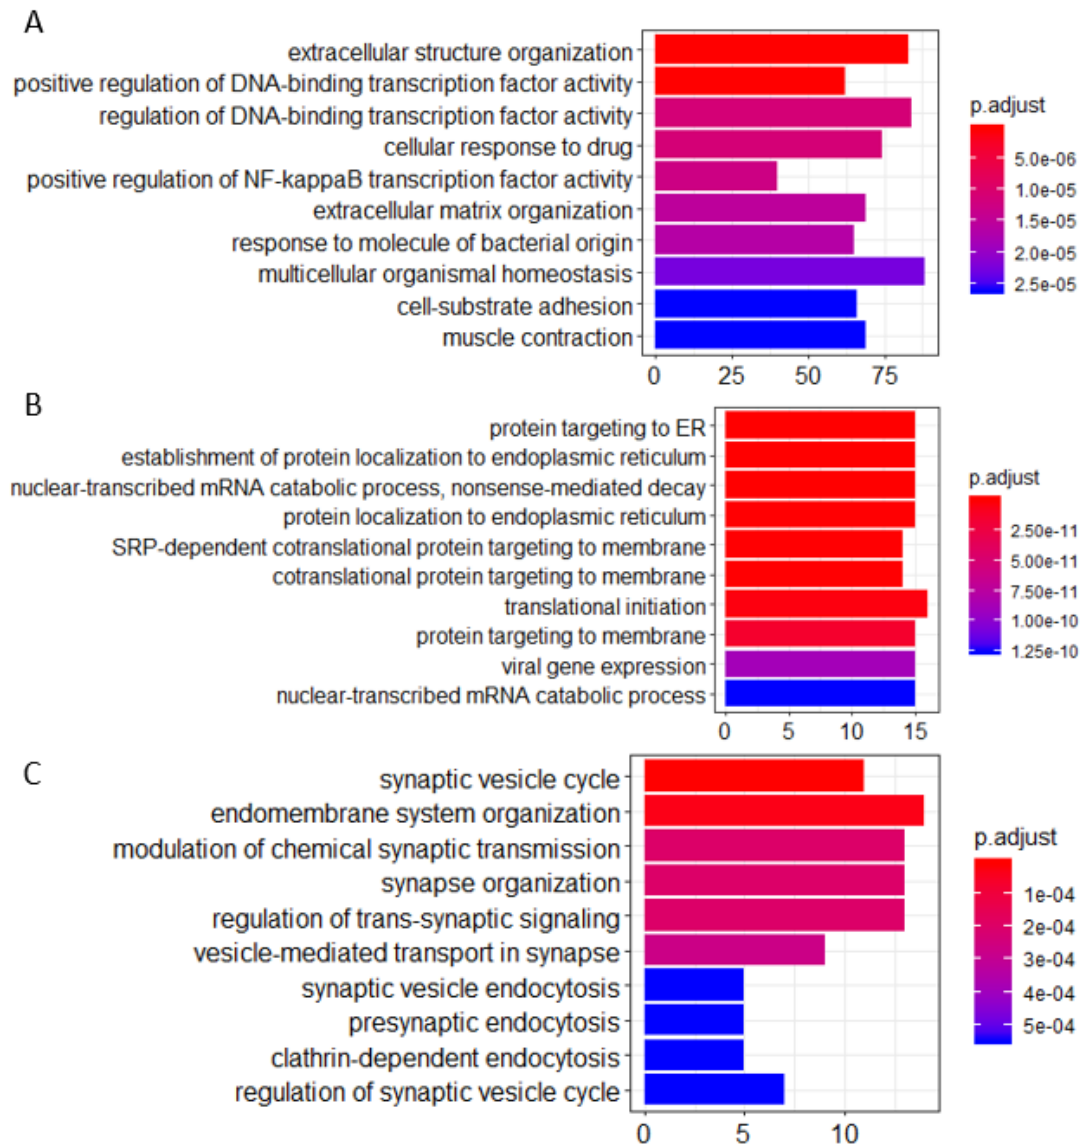 A
extracellular structure organization
positive regulation of DNA-binding transcription factor activity
regulation of DNA-binding transcription factor activity
cellular response to drug
positive regulation of NF-kappaB transcription factor activity
extracellular matrix organization
response to molecule of bacterial origin
multicellular organismal homeostasis
cell-substrate adhesion
muscle contraction
0 25 50 75
p.adjust
5.0e-06
1.0e-05
1.5e-05
2.0e-05
2.5e-05
B
protein targeting to ER
establishment of protein localization to endoplasmic reticulum
nuclear-transcribed mRNA catabolic process, nonsense-mediated decay
protein localization to endoplasmic reticulum
SRP-dependent cotranslational protein targeting to membrane
cotranslational protein targeting to membrane
translational initiation
protein targeting to membrane
viral gene expression
nuclear-transcribed mRNA catabolic process
0 5 10 15
p.adjust
2.50e-11
5.00e-11
7.50e-11
1.00e-10
1.25e-10
C
synaptic vesicle cycle
endomembrane system organization
modulation of chemical synaptic transmission
synapse organization
regulation of trans-synaptic signaling
vesicle-mediated transport in synapse
synaptic vesicle endocytosis
presynaptic endocytosis
clathrin-dependent endocytosis
regulation of synaptic vesicle cycle
0 5 10
p.adjust
1e-04
2e-04
3e-04
4e-04
5e-04